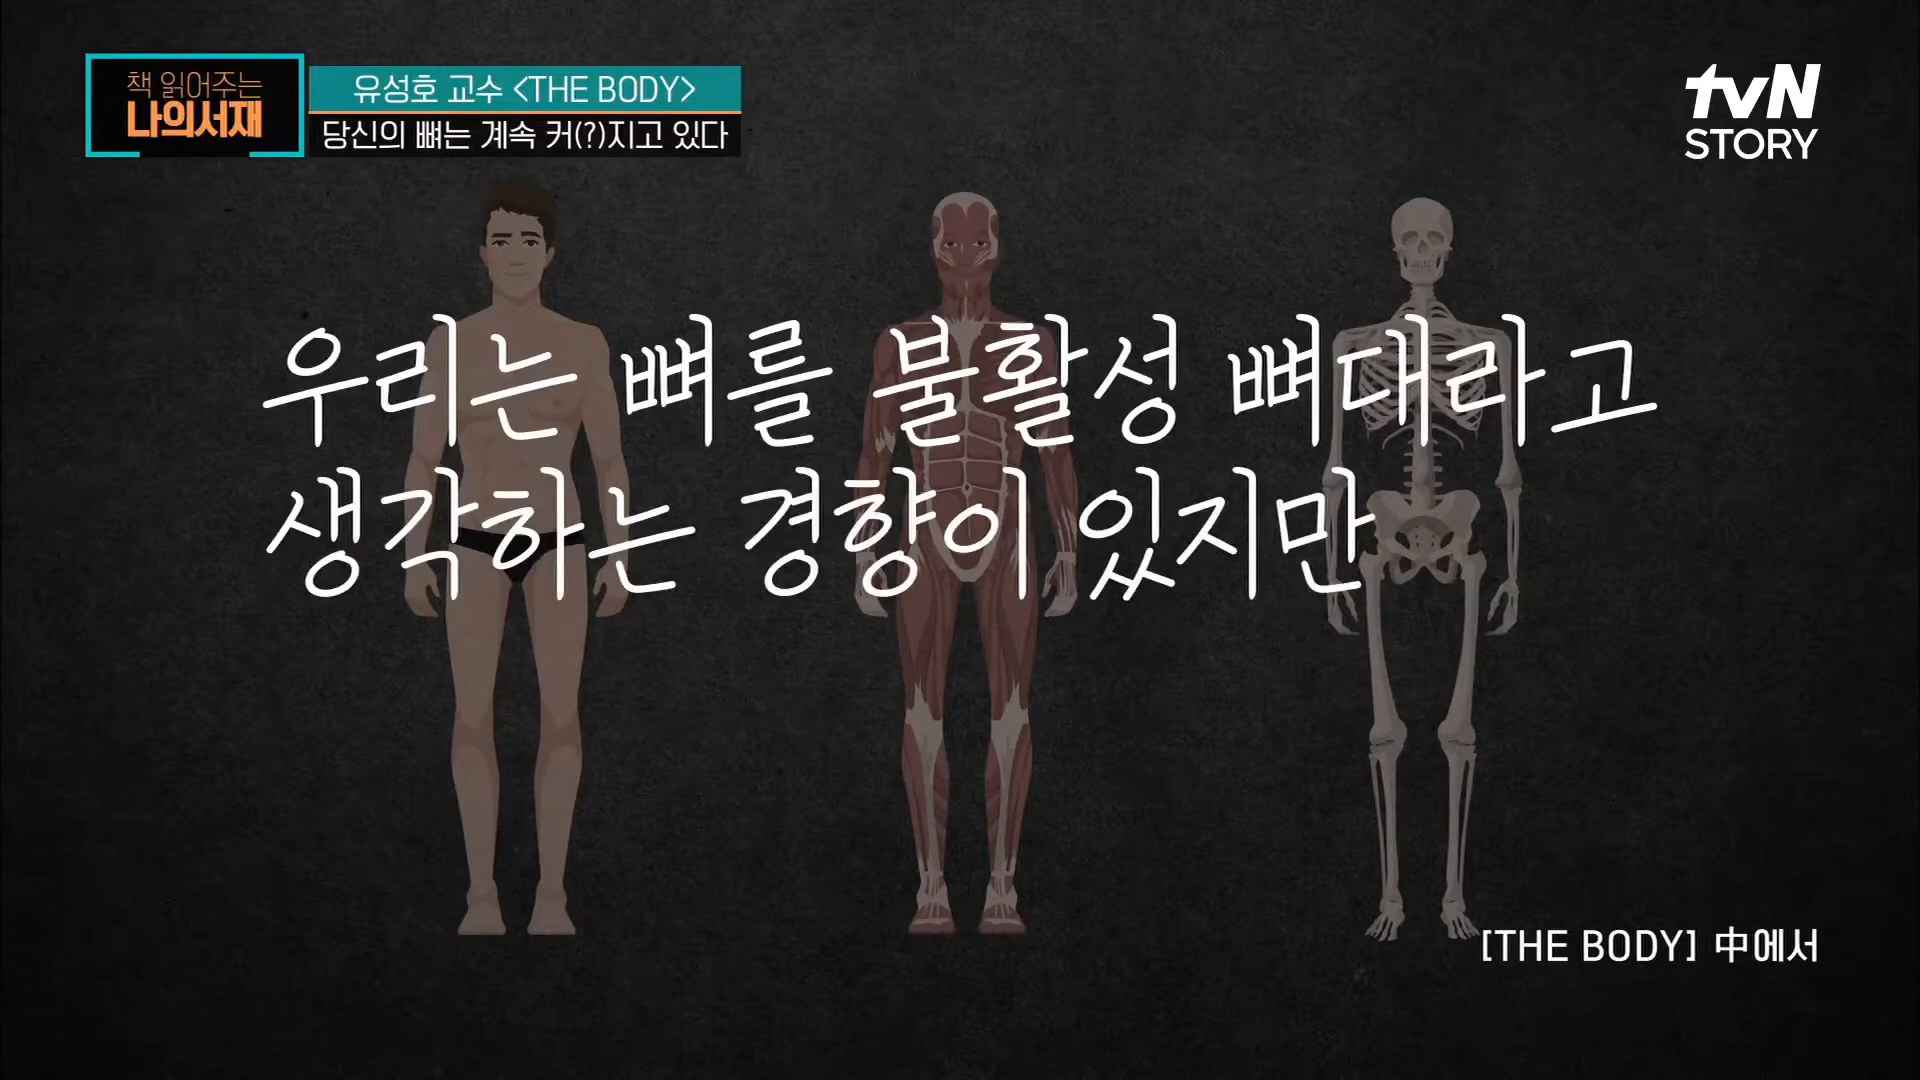 책 읽어주는
나의서재
유성호 교수 <THE BODY>
당신의 뼈는 계속 커(?)지고 있다
tvN
STORY
우리는 뼈를 불활성 뼈대라고
생각하는 경향이 있지만
[THE BODY] 中에서